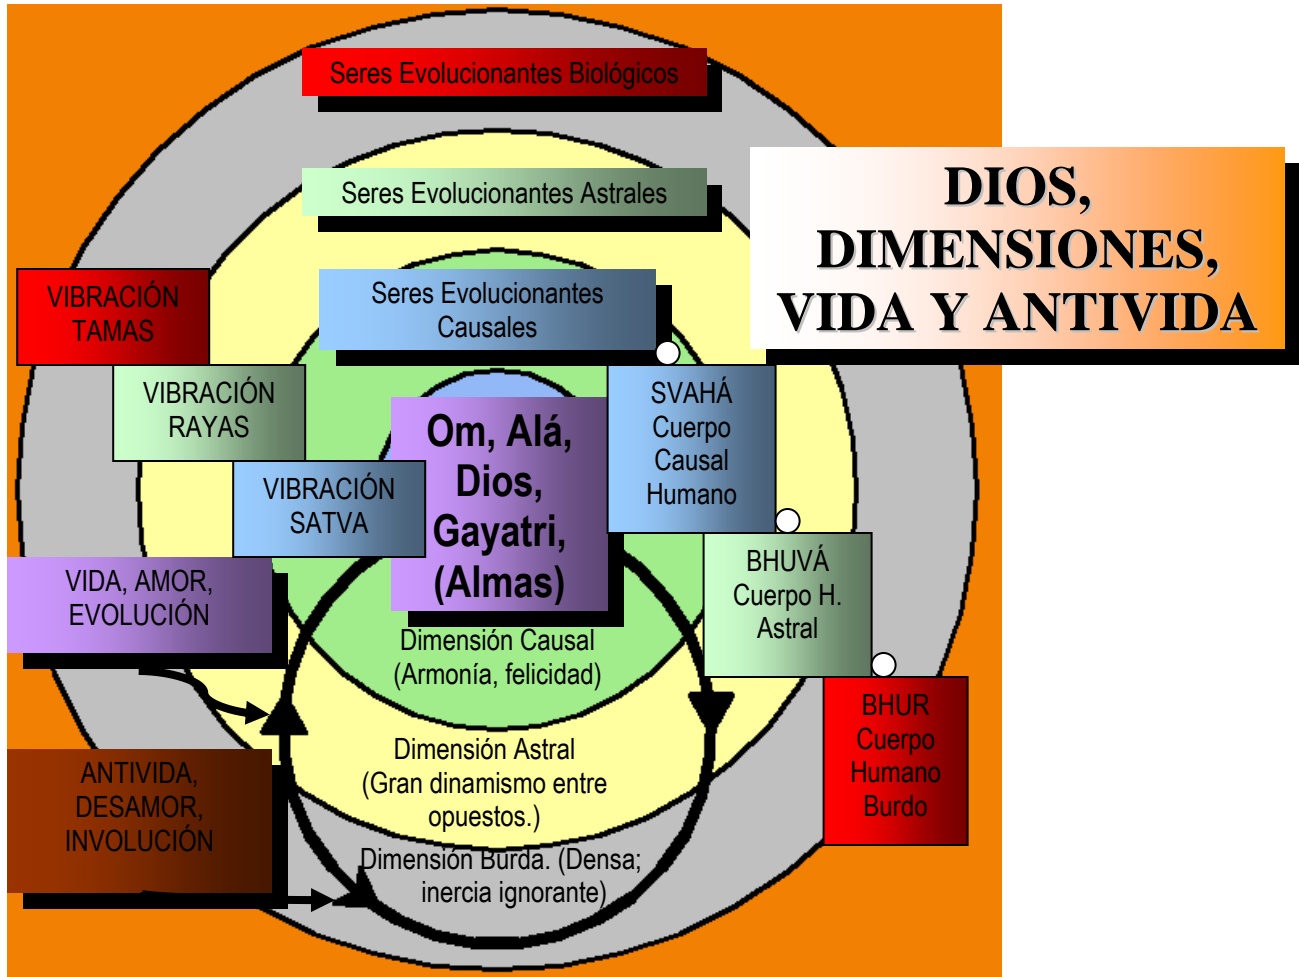 Seres Evolucionantes Biológicos
Seres Evolucionantes Astrales
DIOS,
DIMENSIONES,
VIDA Y ANTIVIDA
VIBRACIÓN
TAMAS
Seres Evolucionantes
Causales
VIBRACIÓN
RAYAS
SVAHÁ
Cuerpo
Causal
Humano
Om, Alá,
Dios,
Gayatri,
(Almas)
VIBRACIÓN
SATVA
BHUVÁ
Cuerpo H.
Astral
VIDA, AMOR,
EVOLUCIÓN
Dimensión Causal
(Armonía, felicidad)
BHUR
Cuerpo
Humano
Burdo
Dimensión Astral
(Gran dinamismo entre
opuestos.)
ANTIVIDA,
DESAMOR,
INVOLUCIÓN
Dimensión Burda. (Densa;
inercia ignorante)